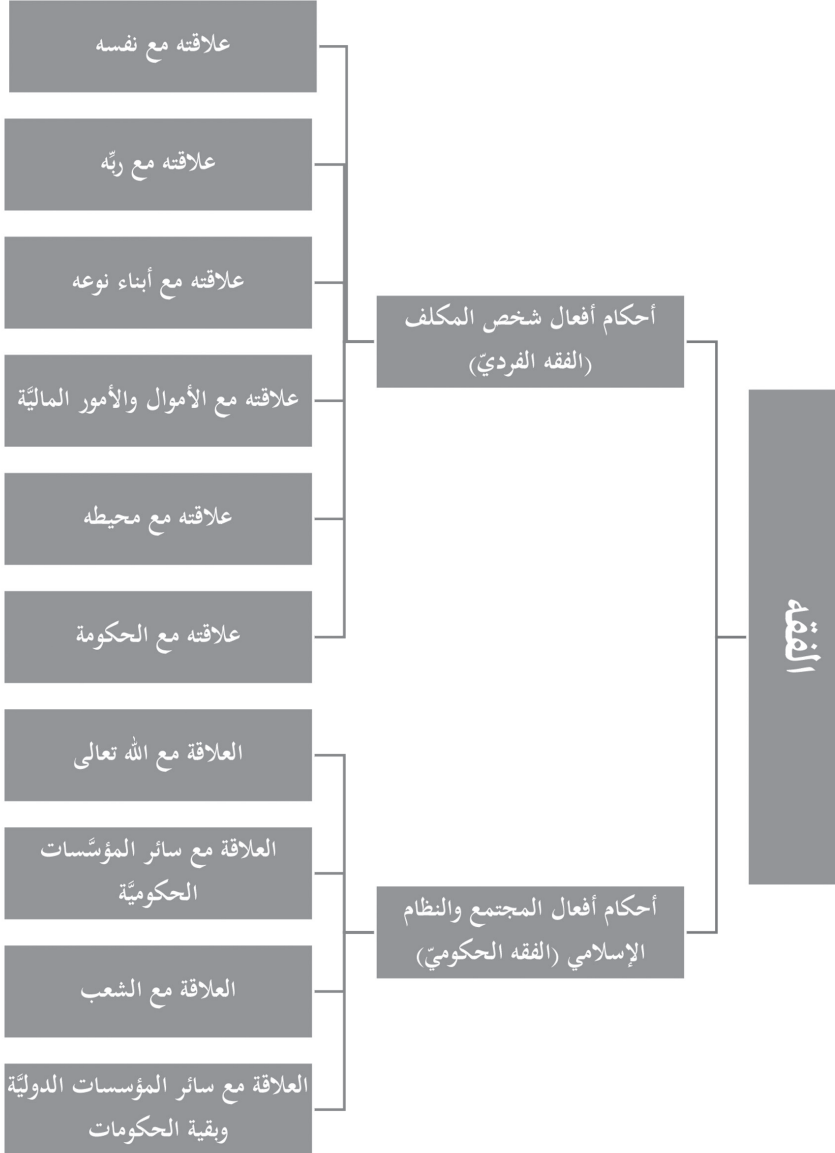 الفقه
أحكام أفعال شخص المكلف
(الفقه الفرديّ)
علاقته مع نفسه
علاقته مع ربِّه
علاقته مع أبناء نوعه
علاقته مع الأموال والأمور الماليَّة
علاقته مع محيطه
علاقته مع الحكومة
أحكام أفعال المجتمع والنظام
الإسلامي (الفقه الحكوميّ)
العلاقة مع الله تعالى
العلاقة مع سائر المؤسَّسات
الحكوميَّة
العلاقة مع الشعب
العلاقة مع سائر المؤسسات الدوليَّة
وبقية الحكومات